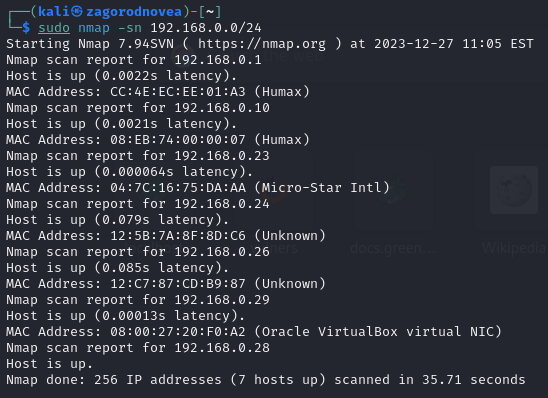 ┌──(kali㉿zagorodnovea)-[~]
└─$ sudo nmap -sn 192.168.0.0/24
Starting Nmap 7.94SVN ( https://nmap.org ) at 2023-12-27 11:05 EST
Nmap scan report for 192.168.0.1
Host is up (0.0022s latency).
MAC Address: CC:4E:EC:EE:01:A3 (Humax)
Nmap scan report for 192.168.0.10
Host is up (0.0021s latency).
MAC Address: 08:EB:74:00:00:07 (Humax)
Nmap scan report for 192.168.0.23
Host is up (0.000064s latency).
MAC Address: 04:7C:16:75:DA:AA (Micro-Star Intl)
Nmap scan report for 192.168.0.24
Host is up (0.079s latency).
MAC Address: 12:5B:7A:8F:8D:C6 (Unknown)
Nmap scan report for 192.168.0.26
Host is up (0.085s latency).
MAC Address: 12:C7:87:CD:B9:87 (Unknown)
Nmap scan report for 192.168.0.29
Host is up (0.00013s latency).
MAC Address: 08:00:27:20:F0:A2 (Oracle VirtualBox virtual NIC)
Nmap scan report for 192.168.0.28
Host is up.
Nmap done: 256 IP addresses (7 hosts up) scanned in 35.71 seconds
docs.green...
Wikipedia